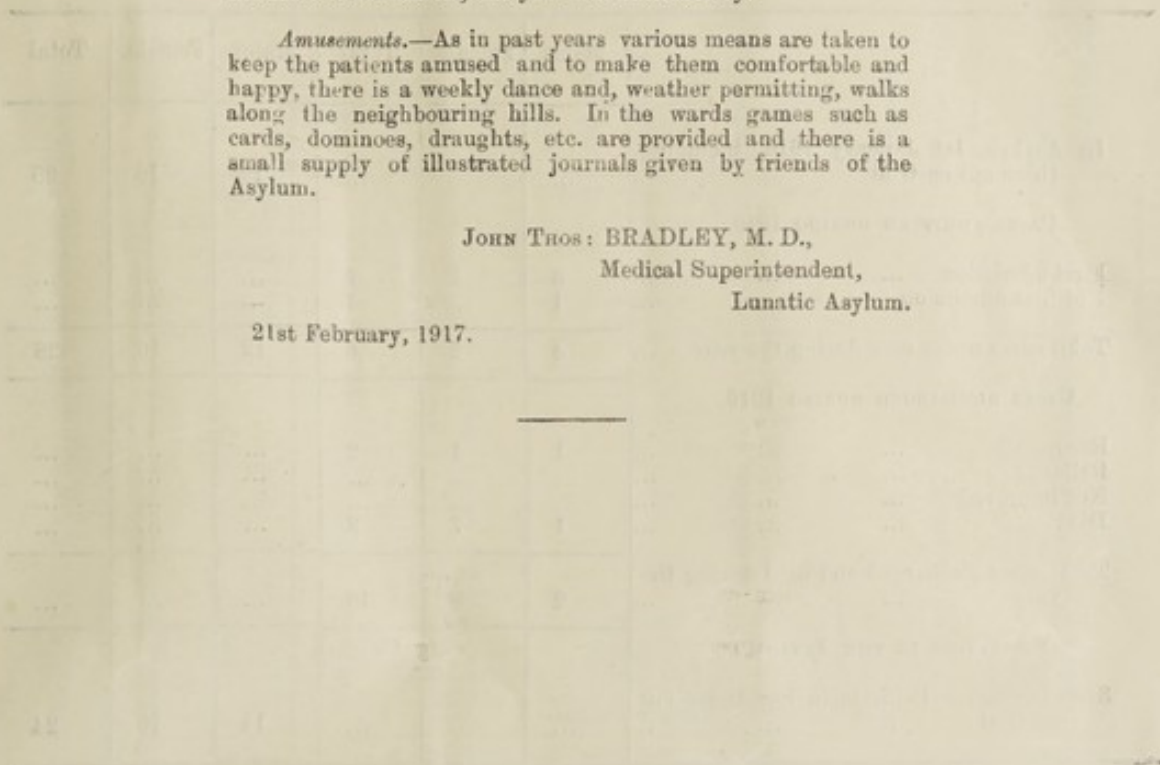 Amusements.—As in past years various means are taken to
keep the patients amused and to make them comfortable and
happy, there is a weekly dance and, weather permitting, walks
along the neighbouring hills. In the wards games such as
cards, dominoes, draughts, etc. are provided and there is a
small supply of illustrated journals given by friends of the
Asylum.
JOHN THOS: BRADLEY, M. D.,
Medical Superintendent,
Lunatic Asylum.
21st February, 1917.